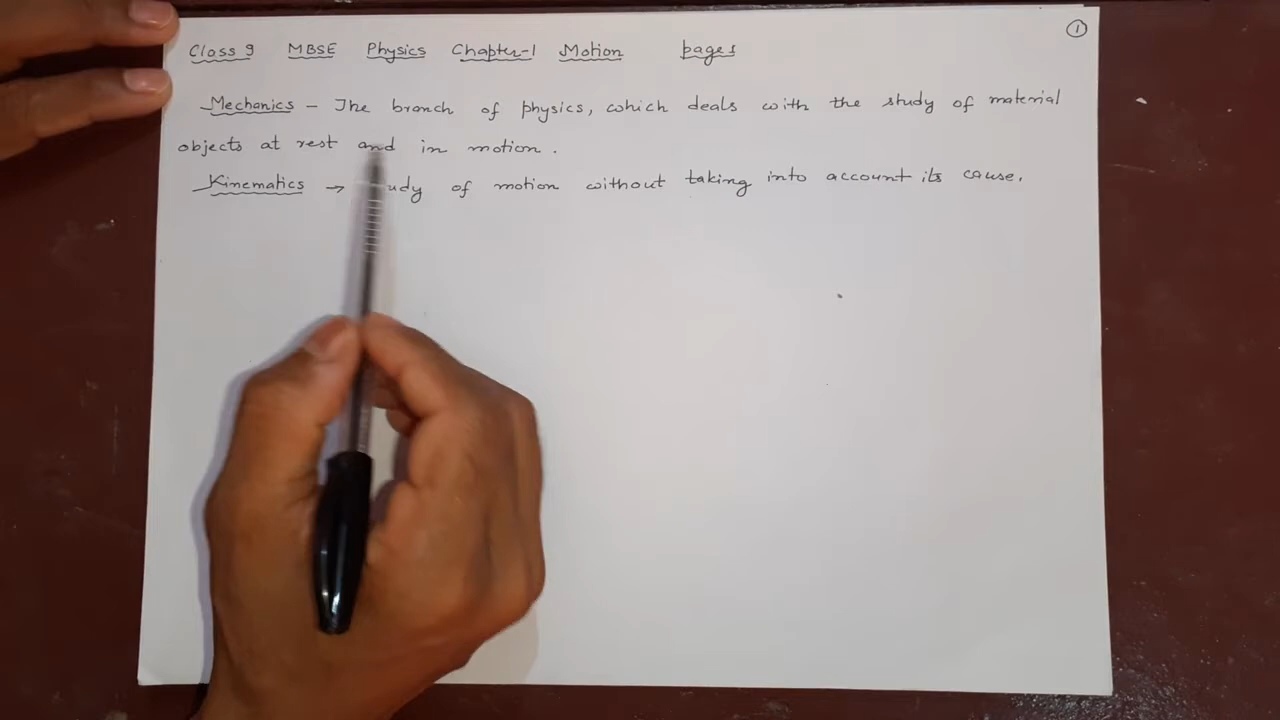 ①
Class 9 MBSE Physics Chapter-1 Motion pages
Mechanics – The branch of physics, which deals with the study of material
objects at rest and in motion.
Kinematics → Study of motion without taking into account its cause.